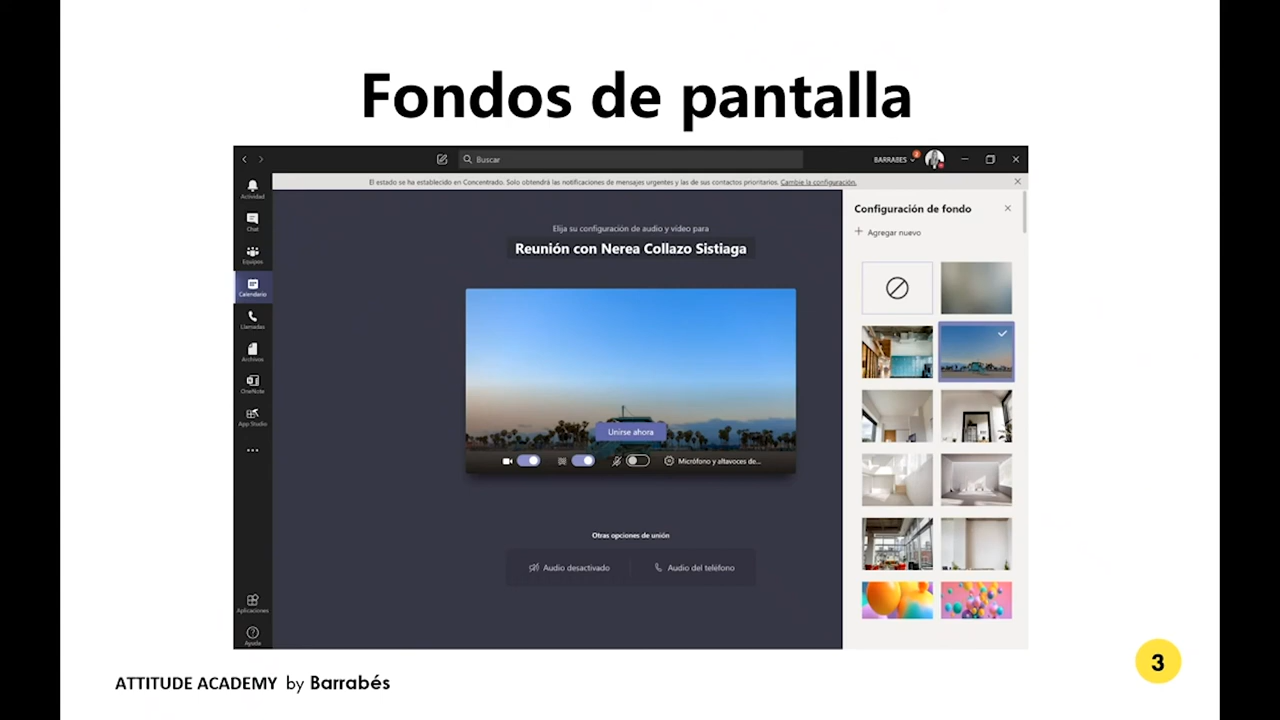 Fondos de pantalla
Buscar
BARRABES
2
El estado se ha establecido en Concentrado. Solo obtendrá las notificaciones de mensajes urgentes y las de sus contactos prioritarios. Cambie la configuración.
Actividad
Chat
Equipos
Calendario
Llamadas
Archivos
OneNote
App Studio
Aplicaciones
Ayuda
Elija su configuración de audio y vídeo para
Reunión con Nerea Collazo Sistiaga
Unirse ahora
Micrófono y altavoces de...
Otras opciones de unión
Audio desactivado
Audio del teléfono
Configuración de fondo
Agregar nuevo
ATTITUDE ACADEMY by Barrabés
3